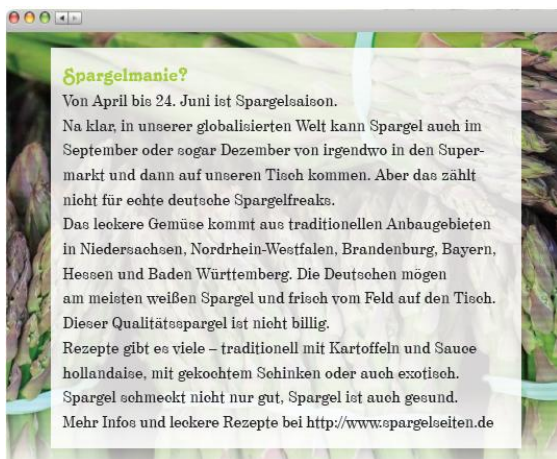 Spargelmanie?
Von April bis 24. Juni ist Spargelsaison.
Na klar, in unserer globalisierten Welt kann Spargel auch im
September oder sogar Dezember von irgendwo in den Super-
markt und dann auf unseren Tisch kommen. Aber das zählt
nicht für echte deutsche Spargelfreaks.
Das leckere Gemüse kommt aus traditionellen Anbaugebieten
in Niedersachsen, Nordrhein-Westfalen, Brandenburg, Bayern,
Hessen und Baden Württemberg. Die Deutschen mögen
am meisten weißen Spargel und frisch vom Feld auf den Tisch.
Dieser Qualitätsspargel ist nicht billig.
Rezepte gibt es viele – traditionell mit Kartoffeln und Sauce
hollandaise, mit gekochtem Schinken oder auch exotisch.
Spargel schmeckt nicht nur gut, Spargel ist auch gesund.
Mehr Infos und leckere Rezepte bei http://www.spargelseiten.de